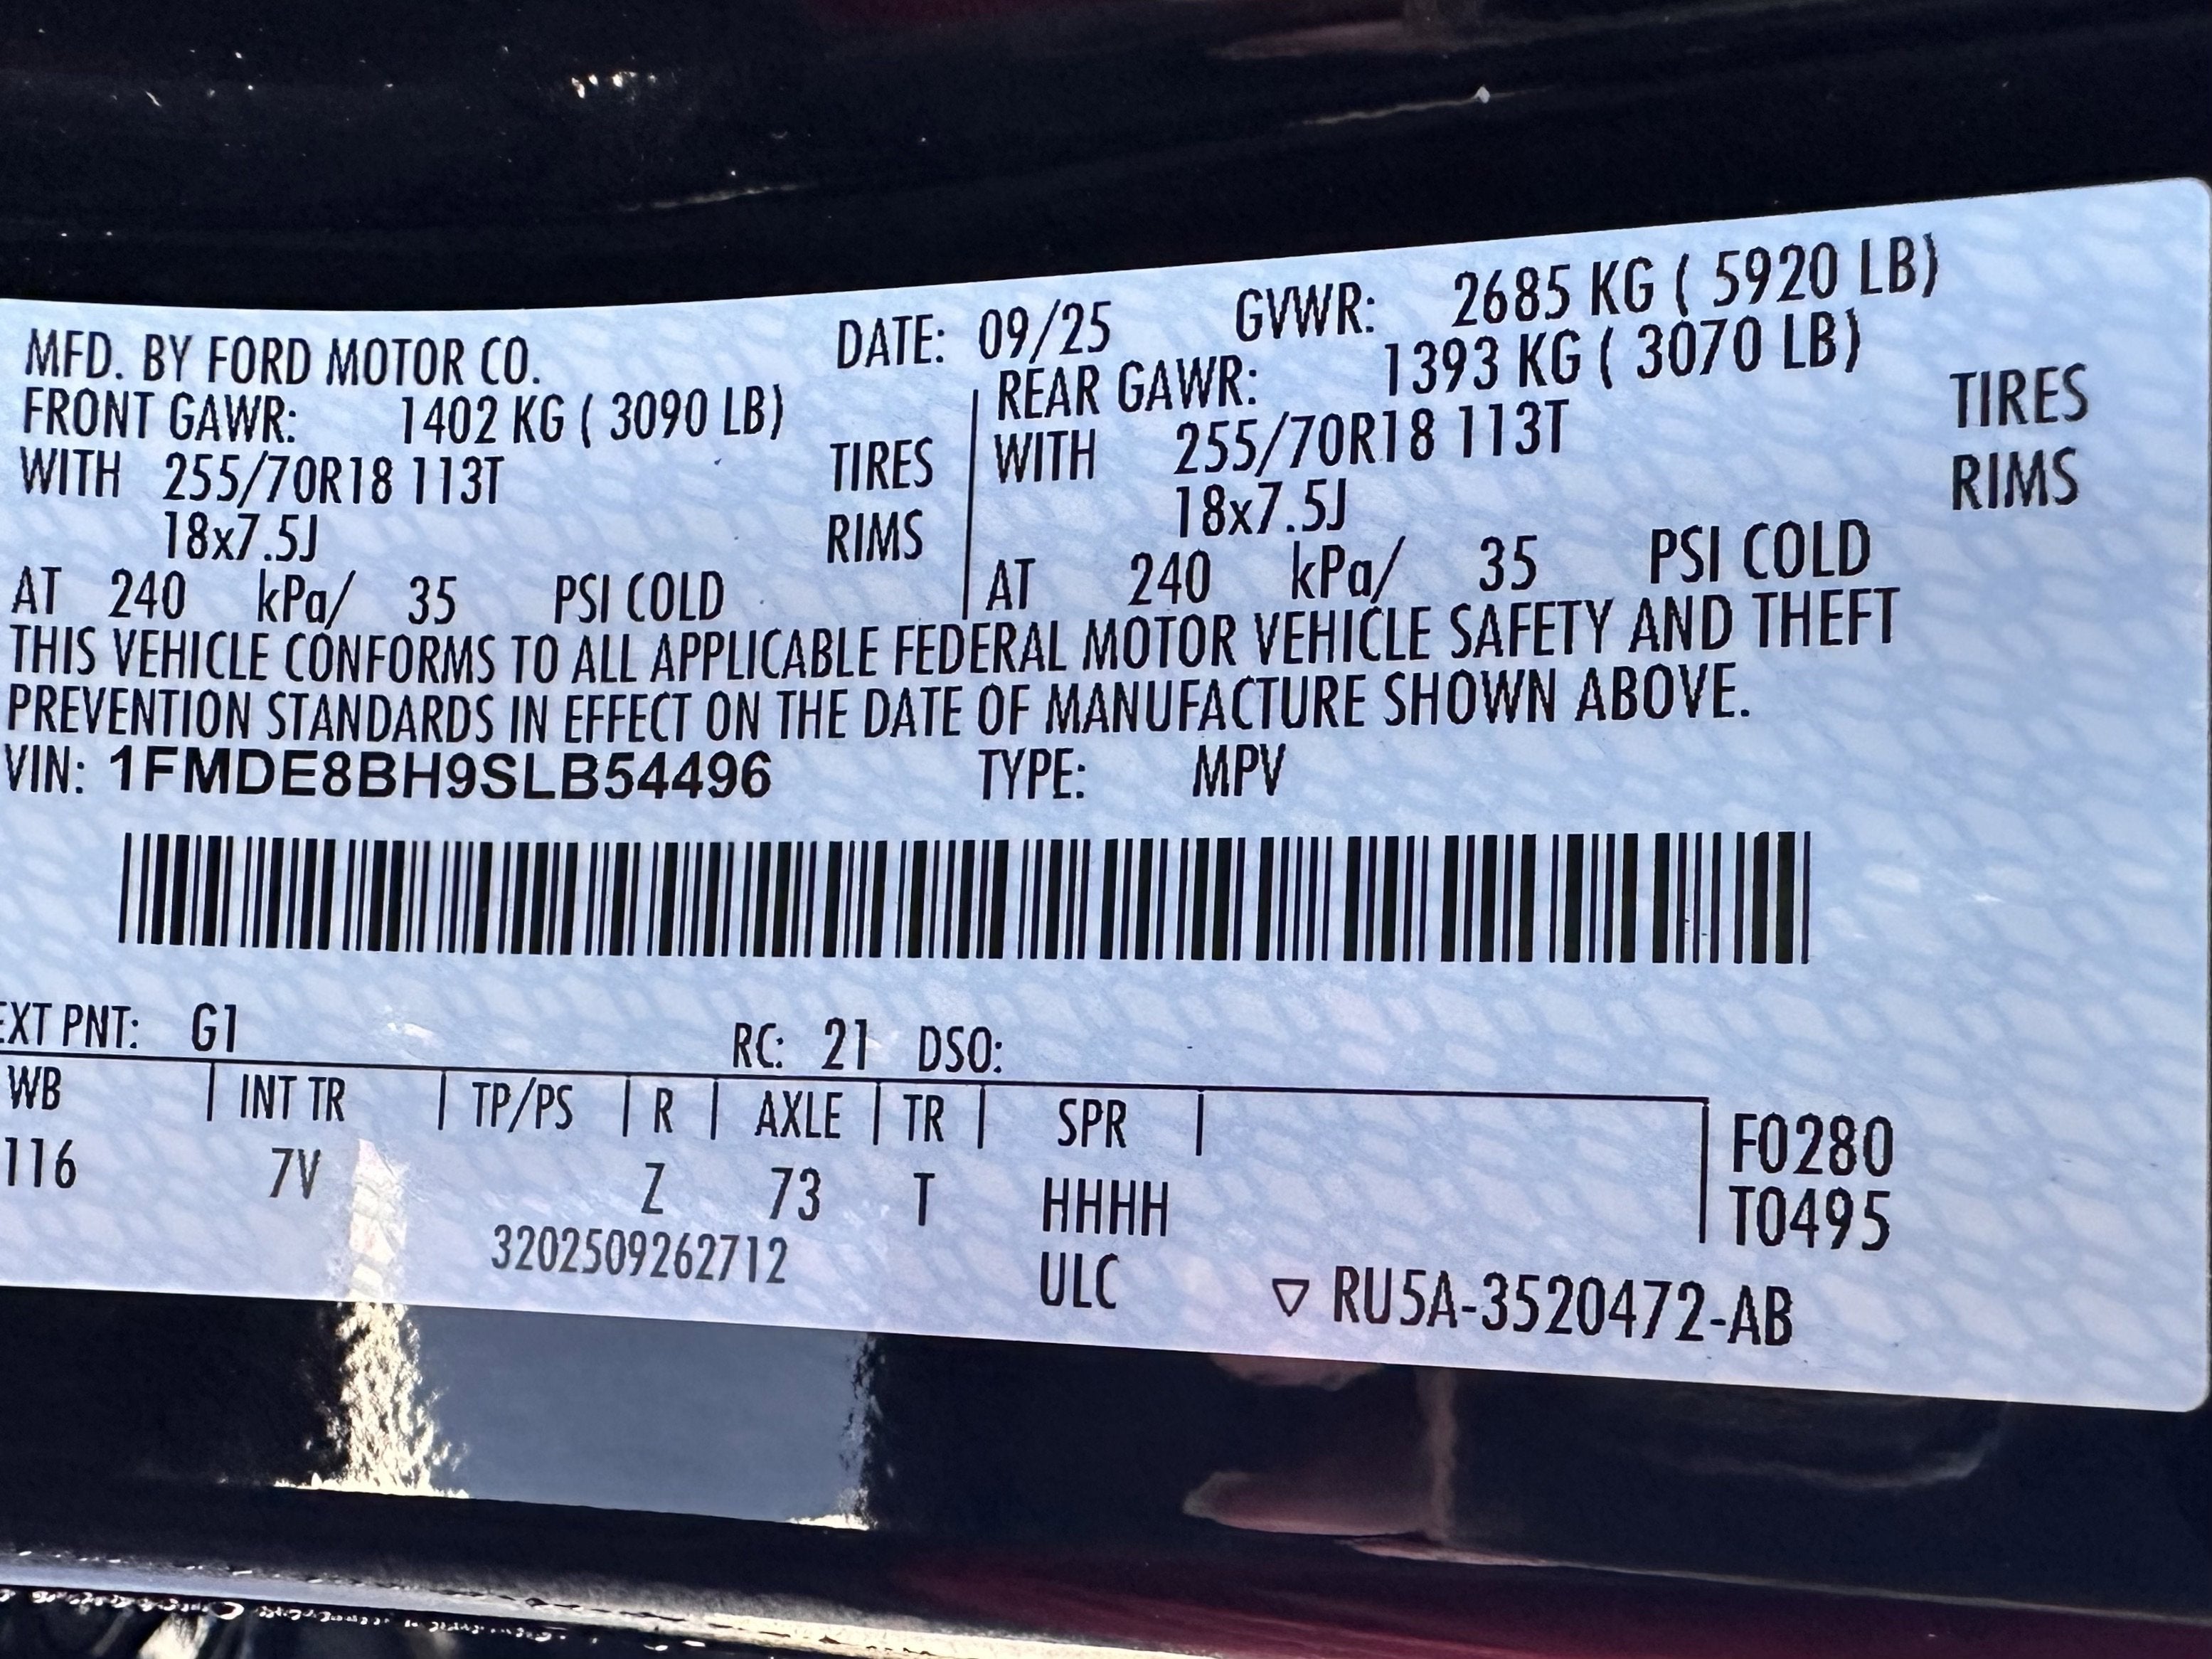 MFD. BY FORD MOTOR CO. DATE: 09/25 GVWR: 2685 KG ( 5920 LB)
FRONT GAWR: 1402 KG ( 3090 LB) REAR GAWR: 1393 KG ( 3070 LB)
WITH 255/70R18 113T TIRES WITH 255/70R18 113T TIRES
18x7.5J RIMS 18x7.5J RIMS
AT 240 kPa/ 35 PSI COLD AT 240 kPa/ 35 PSI COLD
THIS VEHICLE CONFORMS TO ALL APPLICABLE FEDERAL MOTOR VEHICLE SAFETY AND THEFT
PREVENTION STANDARDS IN EFFECT ON THE DATE OF MANUFACTURE SHOWN ABOVE.
VIN: 1FMDE8BH9SLB54496 TYPE: MPV
EXT PNT: G1 RC: 21 DSO:
WB INT TR TP/PS R AXLE TR SPR F0280
116 7V Z 73 T HHHH T0495
3202509262712 ULC ▽ RU5A-3520472-AB